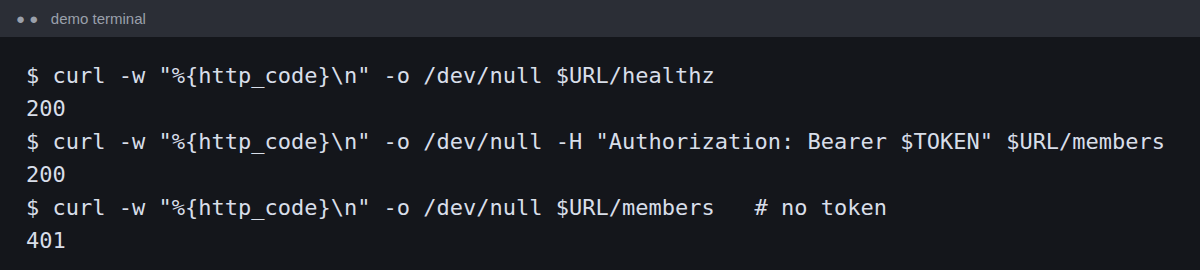 demo terminal
$ curl -w "%{http_code}\n" -o /dev/null $URL/healthz
200
$ curl -w "%{http_code}\n" -o /dev/null -H "Authorization: Bearer $TOKEN" $URL/members
200
$ curl -w "%{http_code}\n" -o /dev/null $URL/members   # no token
401